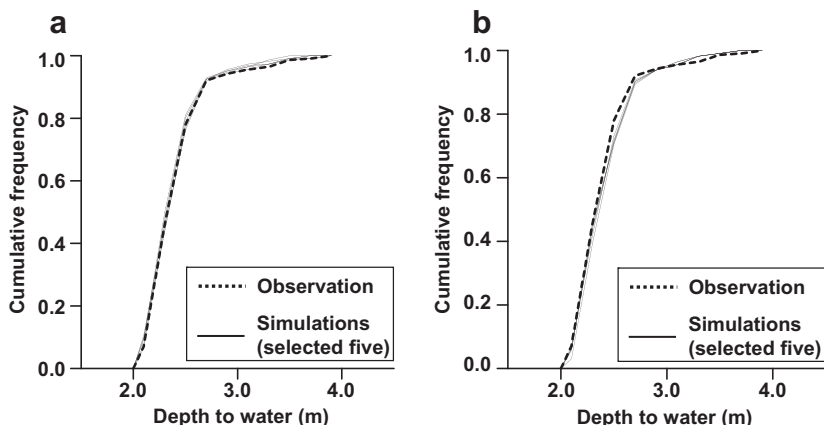 a
1.0
0.8
0.6
0.4
0.2
0.0
Cumulative frequency
Observation
Simulations
(selected five)
2.0 3.0 4.0
Depth to water (m)
b
1.0
0.8
0.6
0.4
0.2
0.0
Cumulative frequency
Observation
Simulations
(selected five)
2.0 3.0 4.0
Depth to water (m)